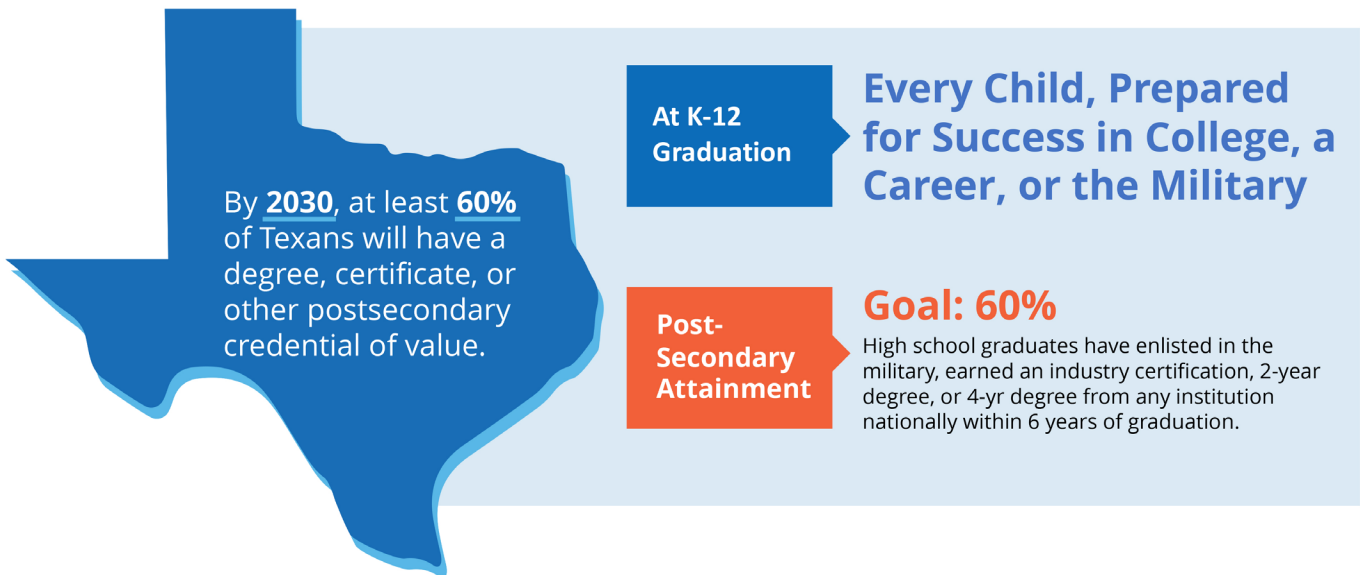 By 2030, at least 60%
of Texans will have a
degree, certificate, or
other postsecondary
credential of value.
At K-12
Graduation
Every Child, Prepared
for Success in College, a
Career, or the Military
Post-
Secondary
Attainment
Goal: 60%
High school graduates have enlisted in the
military, earned an industry certification, 2-year
degree, or 4-yr degree from any institution
nationally within 6 years of graduation.